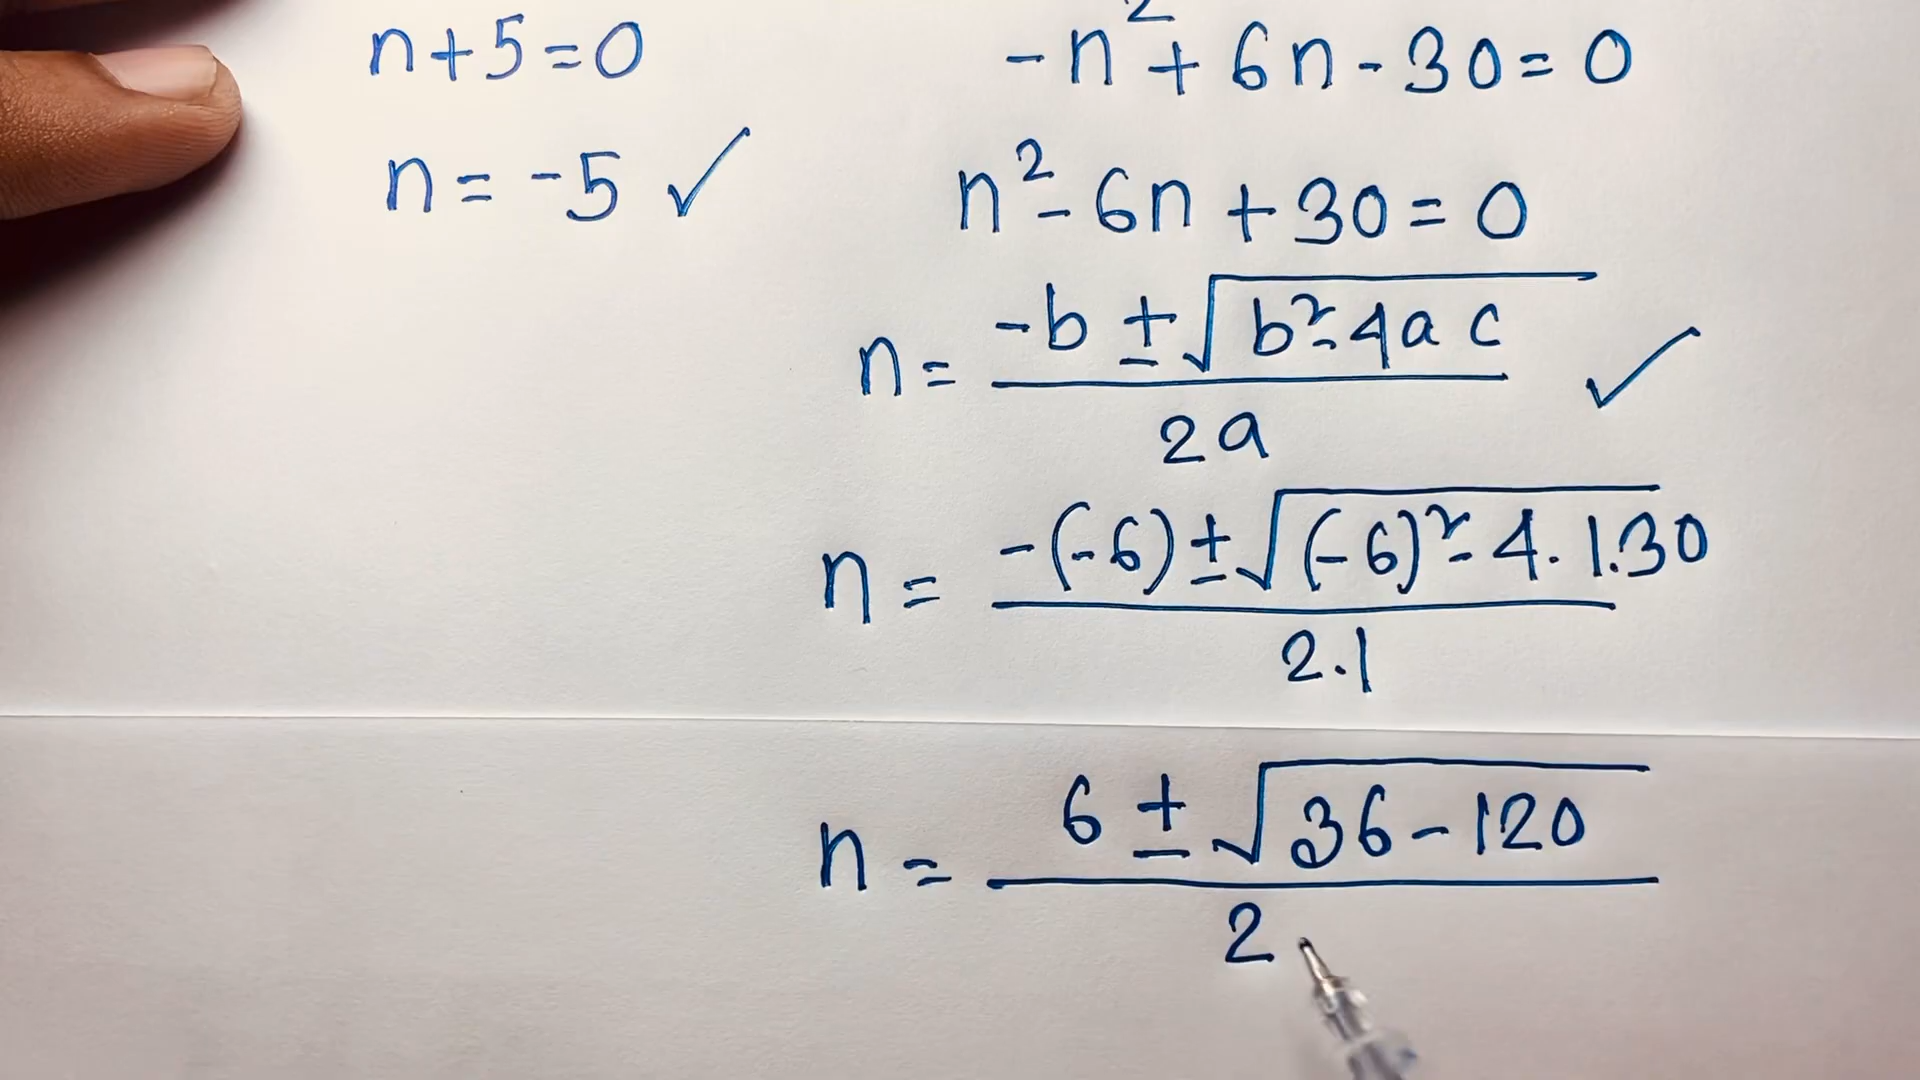 n+5=0
n = -5 ✓
-n²+6n-30=0
n²-6n+30=0
n = (-b ± √(b²-4ac))/2a ✓
n = (-(-6) ± √((-6)²-4.1.30))/2.1
n = (6 ± √(36-120))/2